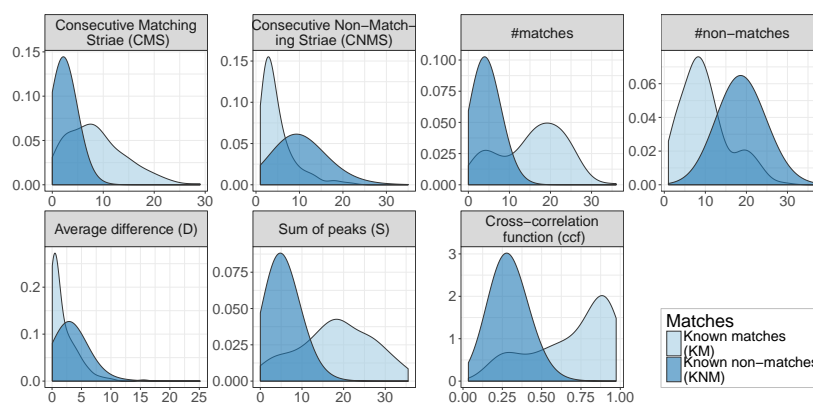 Consecutive Matching
Striae (CMS)
Consecutive Non−Match-
ing Striae (CNMS)
#matches
#non−matches
0.15
0.10
0.05
0.00
0 10 20 30
0.15
0.10
0.05
0.00
0 10 20 30
0.100
0.075
0.050
0.025
0.000
0 10 20 30
0.06
0.04
0.02
0.00
10 20 30
Average difference (D)
Sum of peaks (S)
Cross−correlation
function (ccf)
0.2
0.1
0.0
0 5 10 15 20 25
0.075
0.050
0.025
0.000
0 10 20 30
3
2
1
0
0.00 0.25 0.50 0.75 1.00
Matches
Known matches
(KM)
Known non−matches
(KNM)